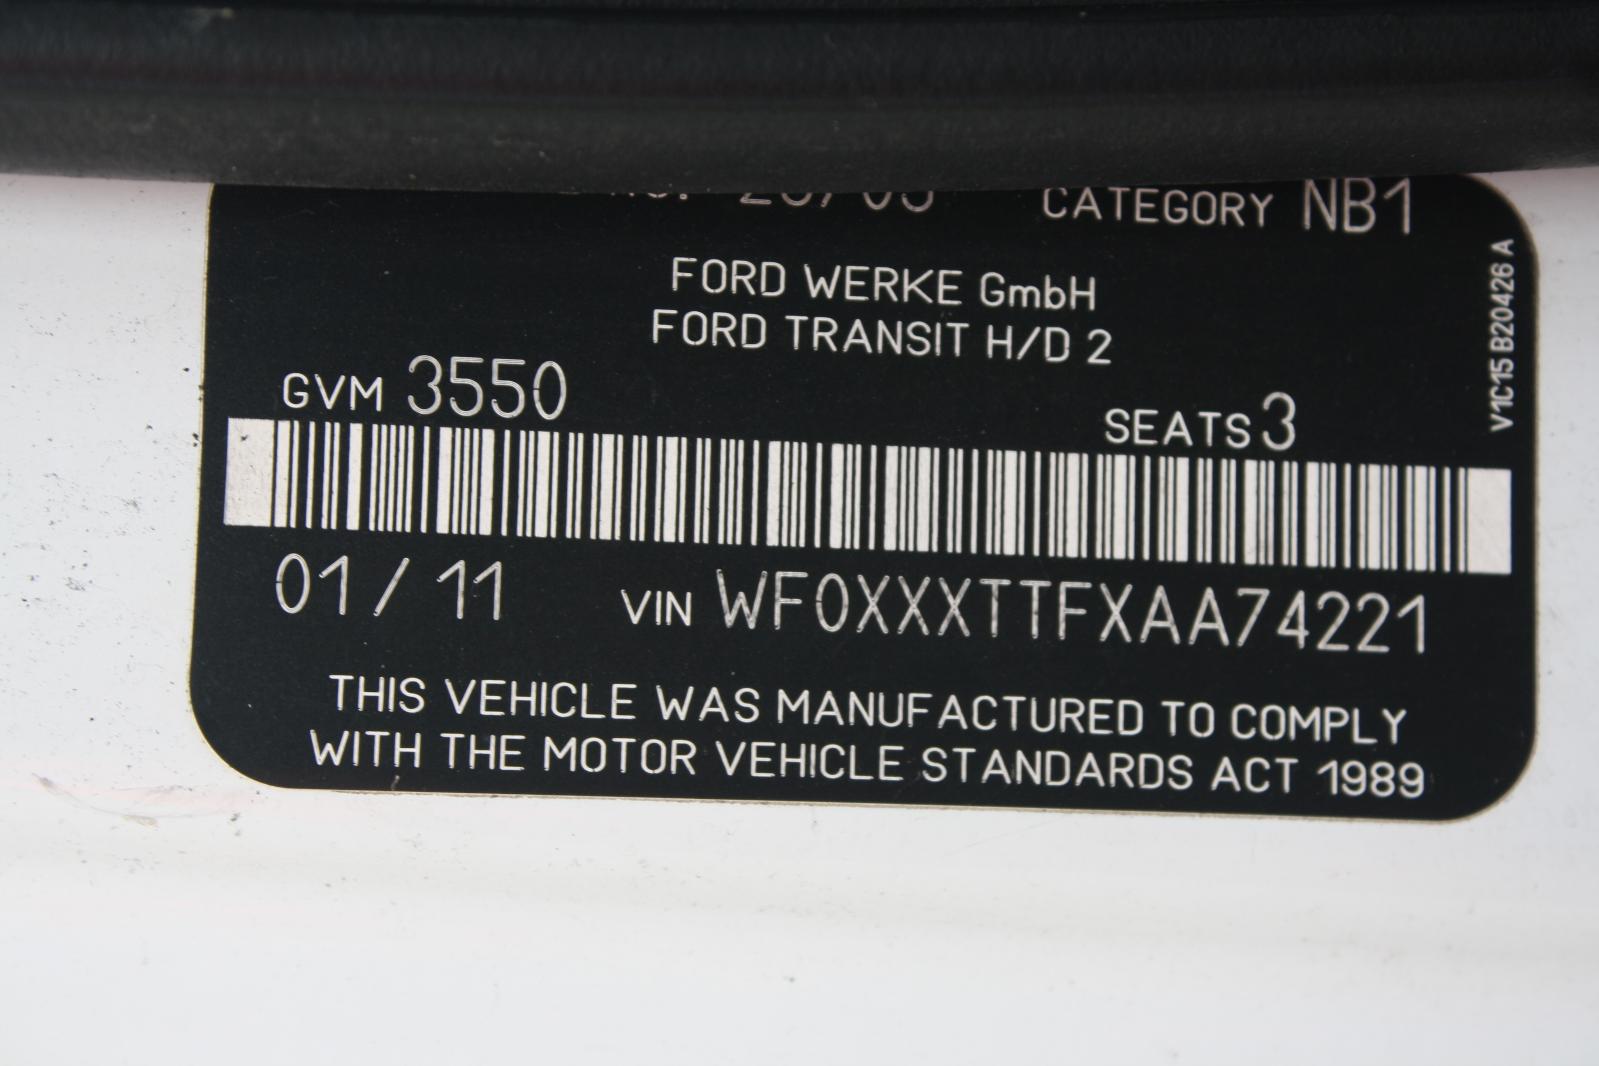 CATEGORY NB1
FORD WERKE GmbH
FORD TRANSIT H/D 2
GVM 3550
SEATS 3
01/11 VIN WF0XXXTTFXAA74221
THIS VEHICLE WAS MANUFACTURED TO COMPLY
WITH THE MOTOR VEHICLE STANDARDS ACT 1989
V1C15 B20426 A